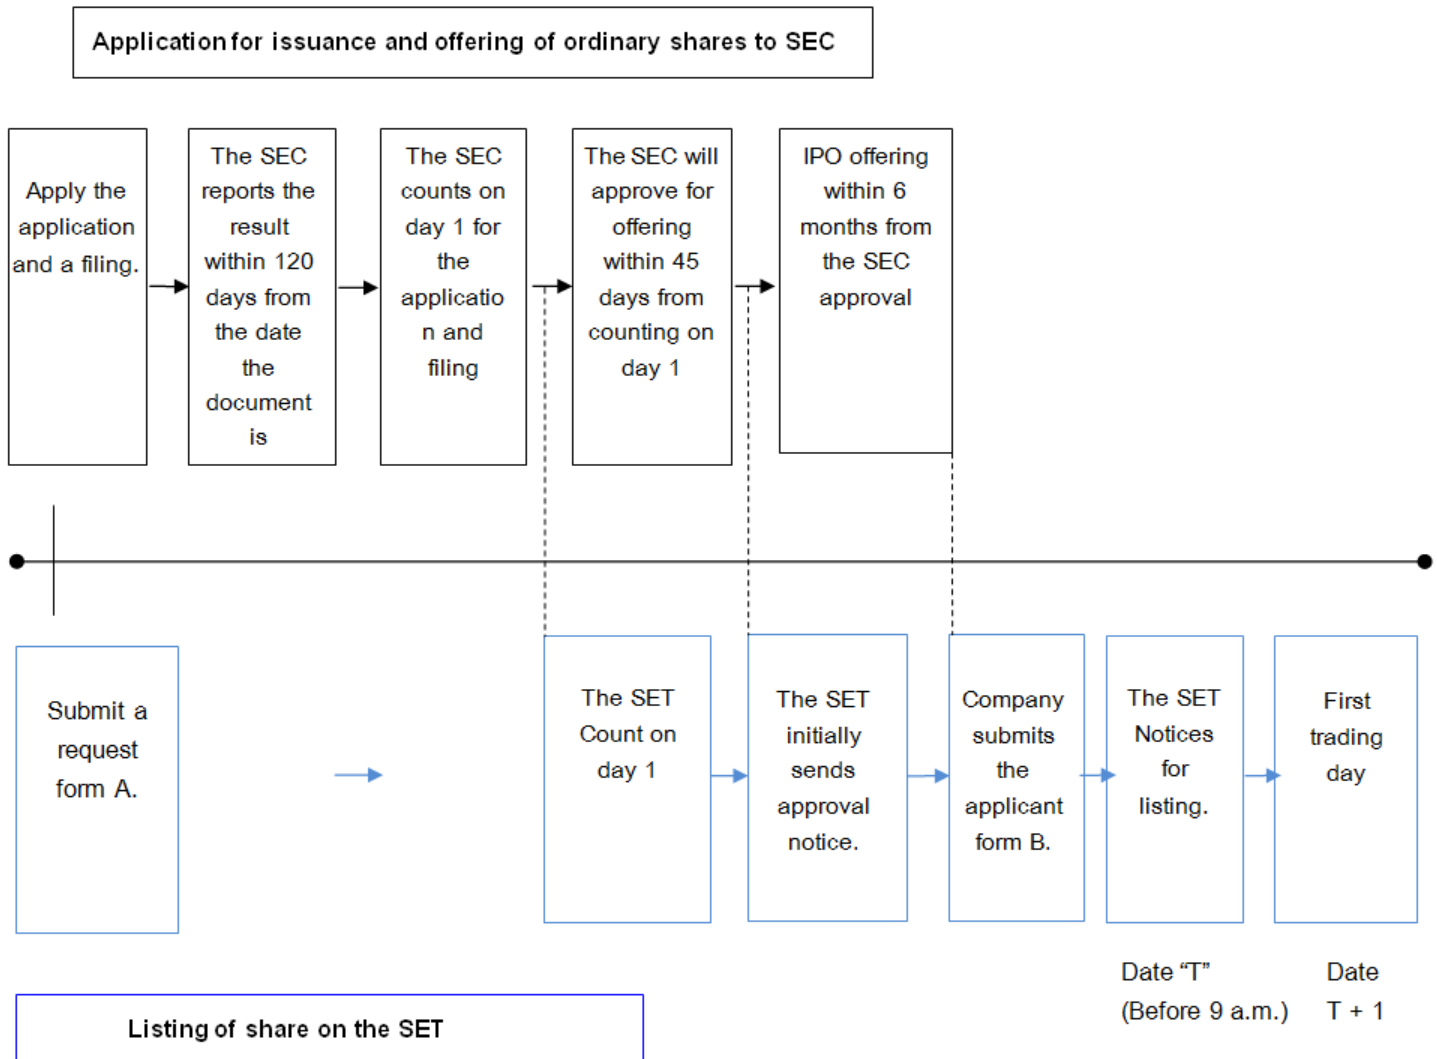 Application for issuance and offering of ordinary shares to SEC
Apply the
application
and a filing.
The SEC
reports the
result
within 120
days from
the date
the
document
is
The SEC
counts on
day 1 for
the
applicatio
n and
filing
The SEC will
approve for
offering
within 45
days from
counting on
day 1
IPO offering
within 6
months from
the SEC
approval
Submit a
request
form A.
The SET
Count on
day 1
The SET
initially
sends
approval
notice.
Company
submits
the
applicant
form B.
The SET
Notices
for
listing.
First
trading
day
Date “T”
(Before 9 a.m.)
Date
T + 1
Listing of share on the SET